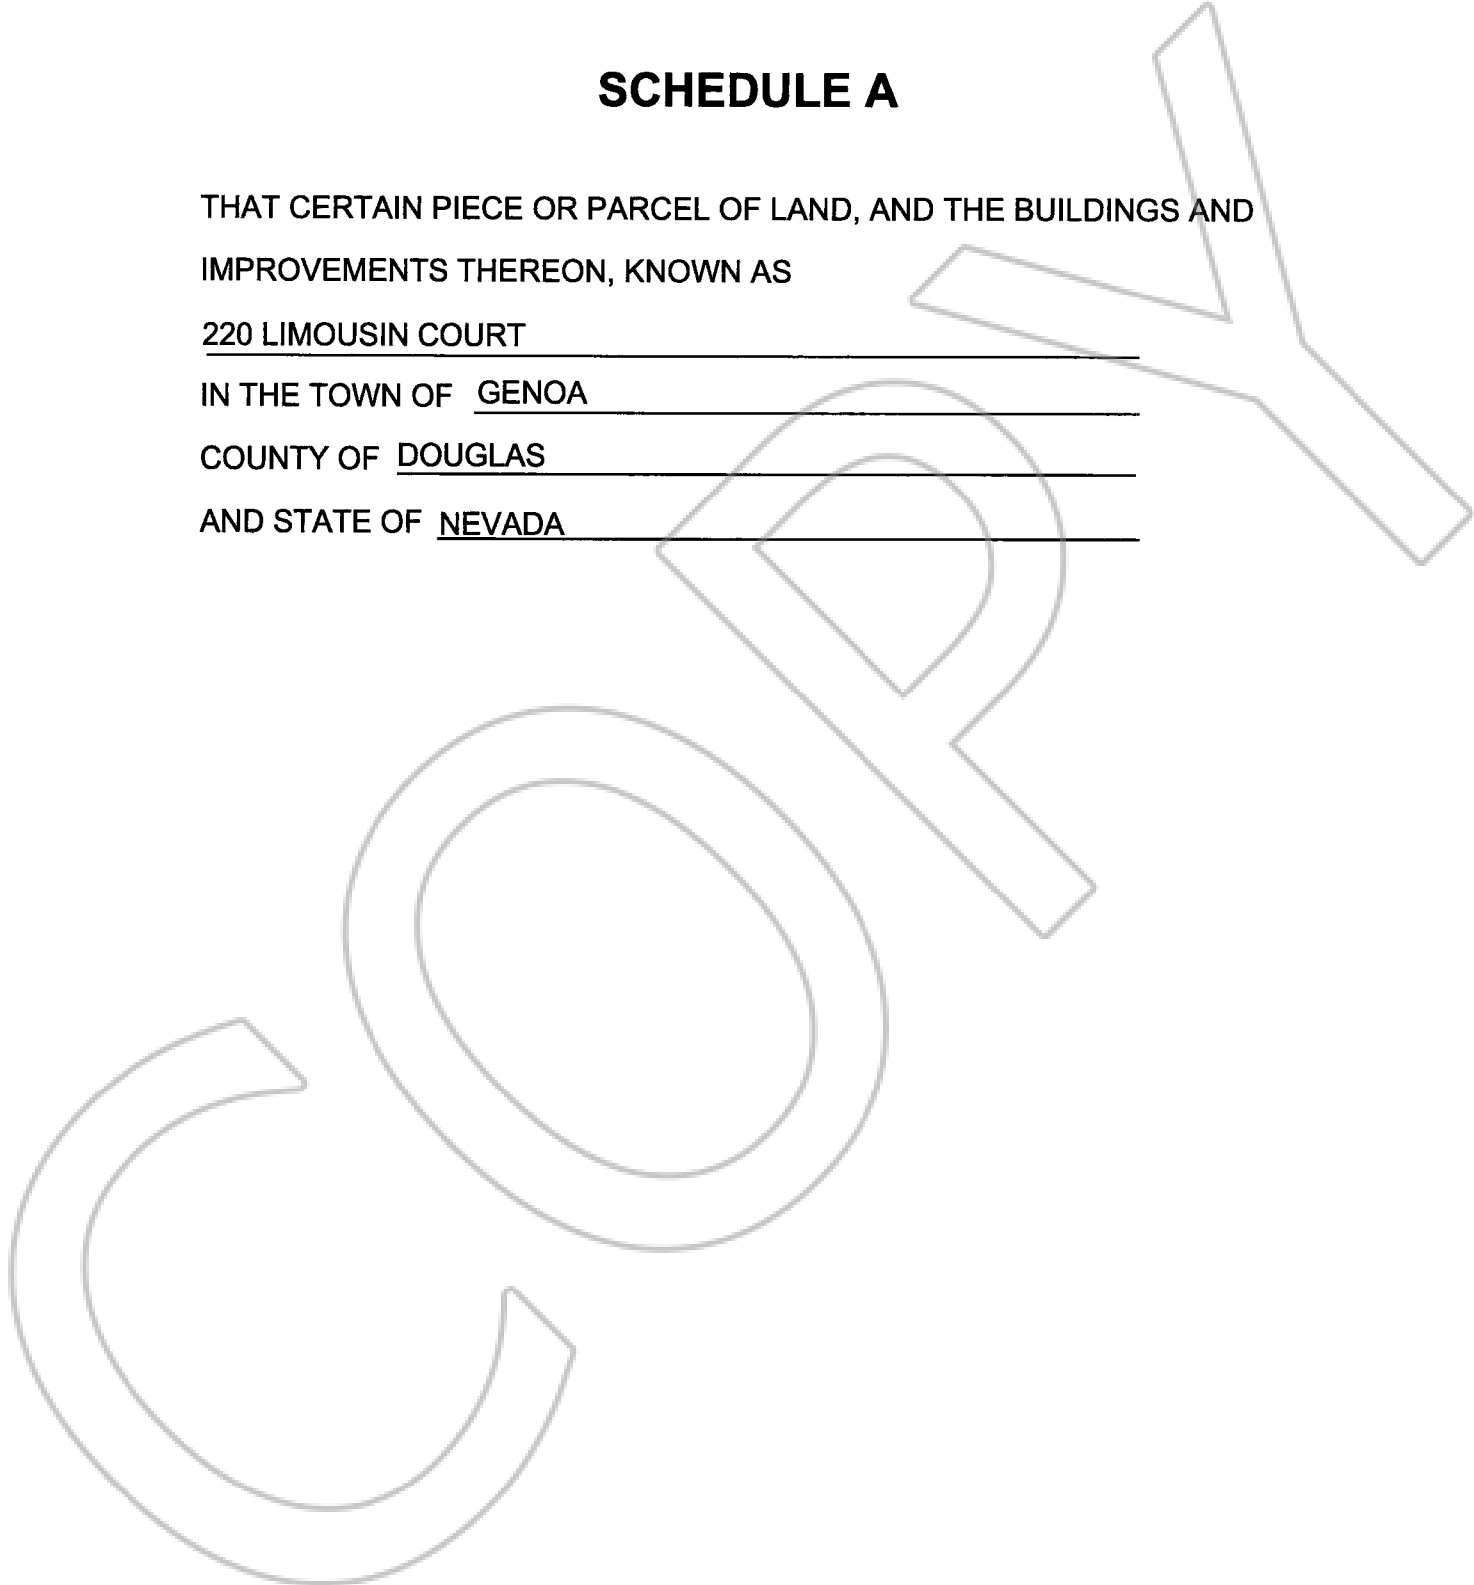 SCHEDULE A
THAT CERTAIN PIECE OR PARCEL OF LAND, AND THE BUILDINGS AND
IMPROVEMENTS THEREON, KNOWN AS
220 LIMOUSIN COURT
IN THE TOWN OF GENOA
COUNTY OF DOUGLAS
AND STATE OF NEVADA
COPY